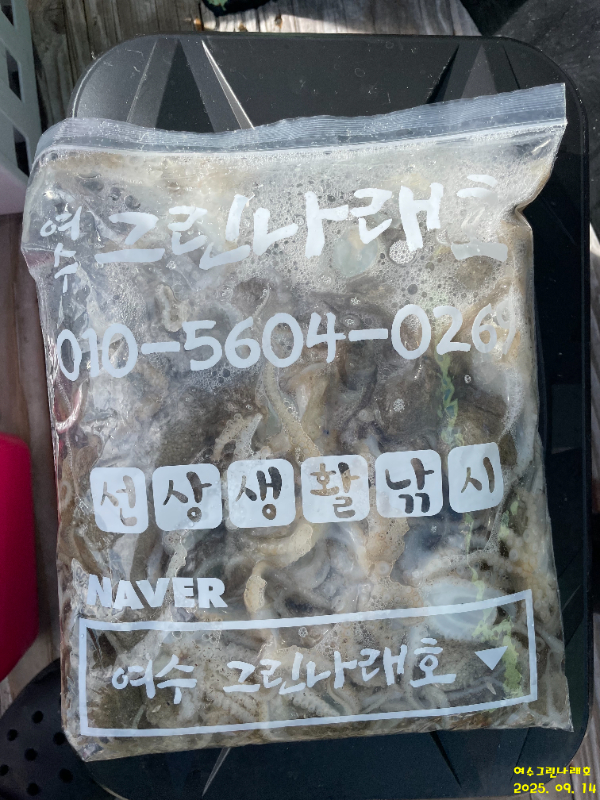 여수 그린나래호
010-5604-0269
선상생활낚시
NAVER
여수 그린나래호
여수그린나래호
2025. 09. 14